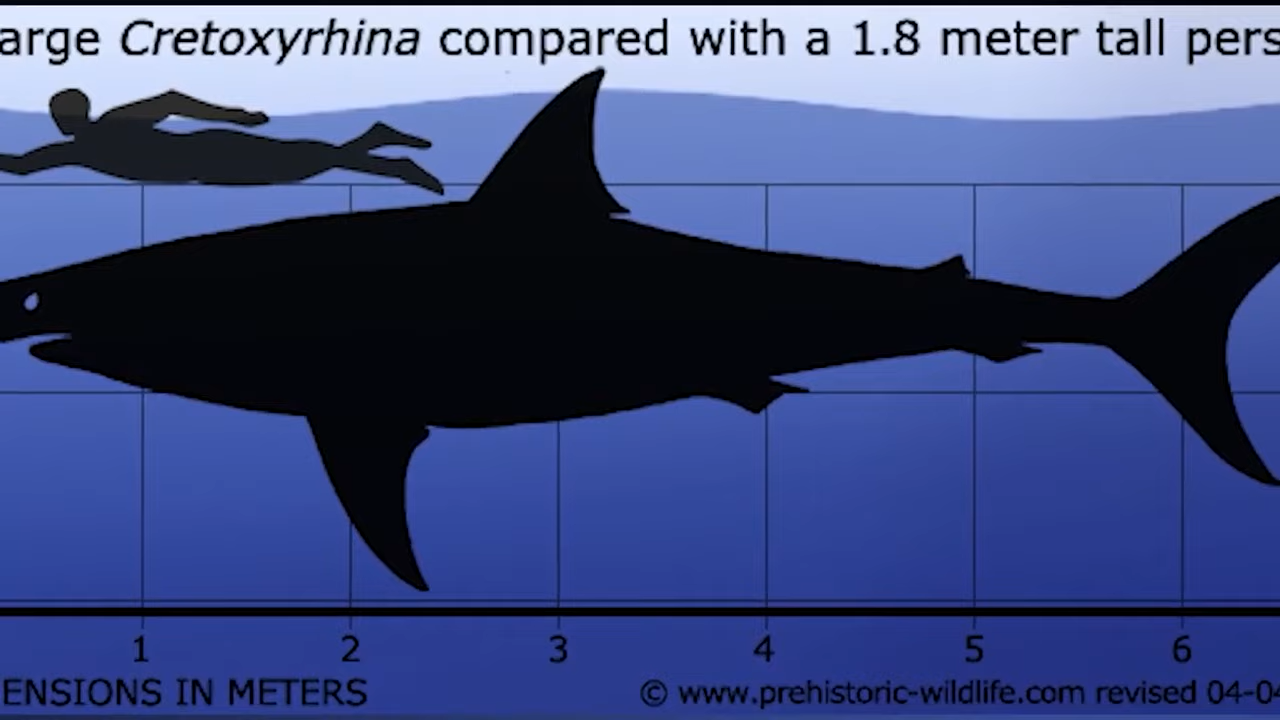 arge Cretoxyrhina compared with a 1.8 meter tall pers
1 2 3 4 5 6
ENSIONS IN METERS
© www.prehistoric-wildlife.com revised 04-04